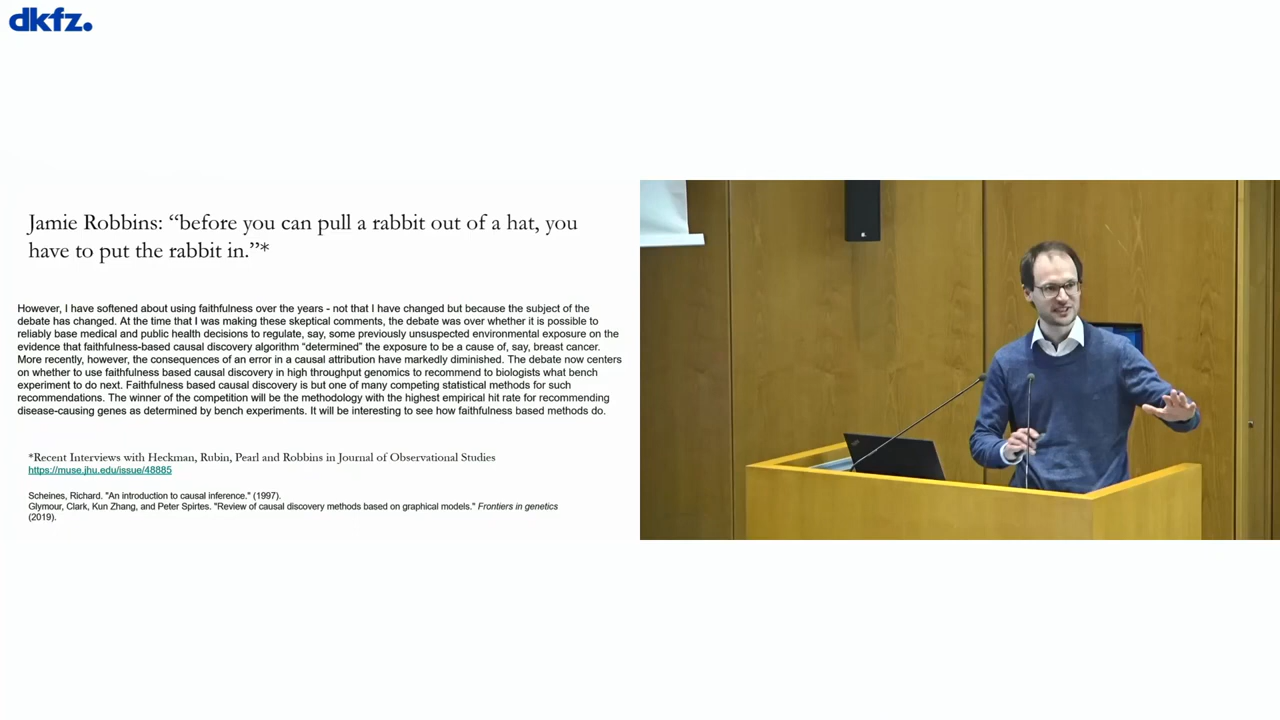 dkfz.
Jamie Robbins: “before you can pull a rabbit out of a hat, you
have to put the rabbit in.”*
However, I have softened about using faithfulness over the years - not that I have changed but because the subject of the
debate has changed. At the time that I was making these skeptical comments, the debate was over whether it is possible to
reliably base medical and public health decisions to regulate, say, some previously unsuspected environmental exposure on the
evidence that faithfulness-based causal discovery algorithm “determined” the exposure to be a cause of, say, breast cancer.
More recently, however, the consequences of an error in a causal attribution have markedly diminished. The debate now centers
on whether to use faithfulness based causal discovery in high throughput genomics to recommend to biologists what bench
experiment to do next. Faithfulness based causal discovery is but one of many competing statistical methods for such
recommendations. The winner of the competition will be the methodology with the highest empirical hit rate for recommending
disease-causing genes as determined by bench experiments. It will be interesting to see how faithfulness based methods do.
*Recent Interviews with Heckman, Rubin, Pearl and Robbins in Journal of Observational Studies
https://muse.jhu.edu/issue/48885
Scheines, Richard. "An introduction to causal inference." (1997).
Glymour, Clark, Kun Zhang, and Peter Spirtes. "Review of causal discovery methods based on graphical models." Frontiers in genetics
(2019).